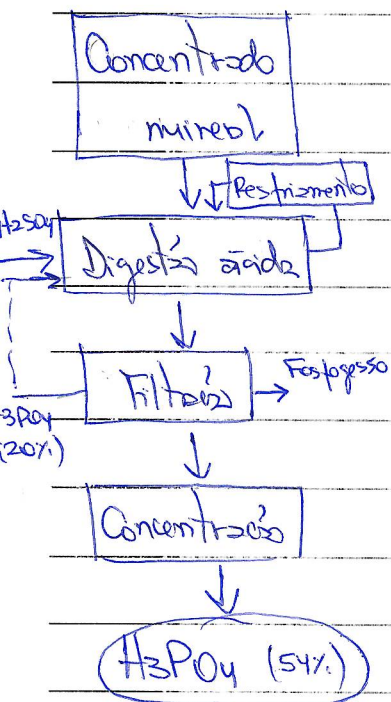 Concentrado
mineral
Resfriamento
H2SO4
Digestão ácida
Filtração
Fosfogesso
H3PO4
(20%)
Concentração
H3PO4 (54%)